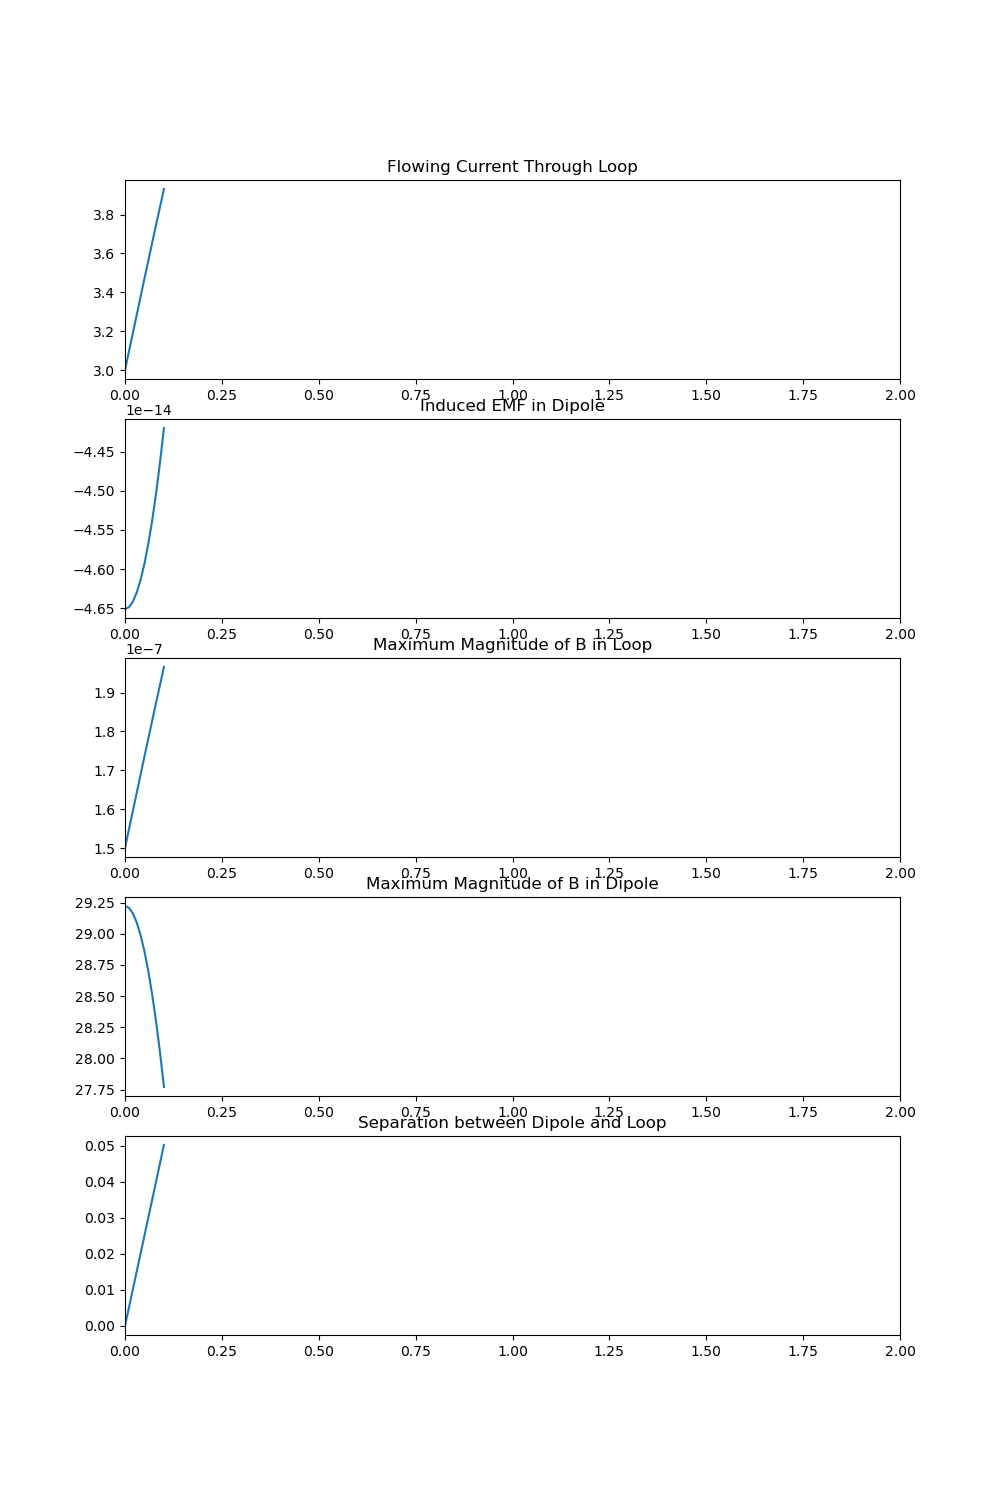 Flowing Current Through Loop
3.8
3.6
3.4
3.2
3.0
0.00 0.25 0.50 0.75 1.00 1.25 1.50 1.75 2.00
Induced EMF in Dipole
1e−14
−4.45
−4.50
−4.55
−4.60
−4.65
0.00 0.25 0.50 0.75 1.00 1.25 1.50 1.75 2.00
Maximum Magnitude of B in Loop
1e−7
1.9
1.8
1.7
1.6
1.5
0.00 0.25 0.50 0.75 1.00 1.25 1.50 1.75 2.00
Maximum Magnitude of B in Dipole
29.25
29.00
28.75
28.50
28.25
28.00
27.75
0.00 0.25 0.50 0.75 1.00 1.25 1.50 1.75 2.00
Separation between Dipole and Loop
0.05
0.04
0.03
0.02
0.01
0.00
0.00 0.25 0.50 0.75 1.00 1.25 1.50 1.75 2.00